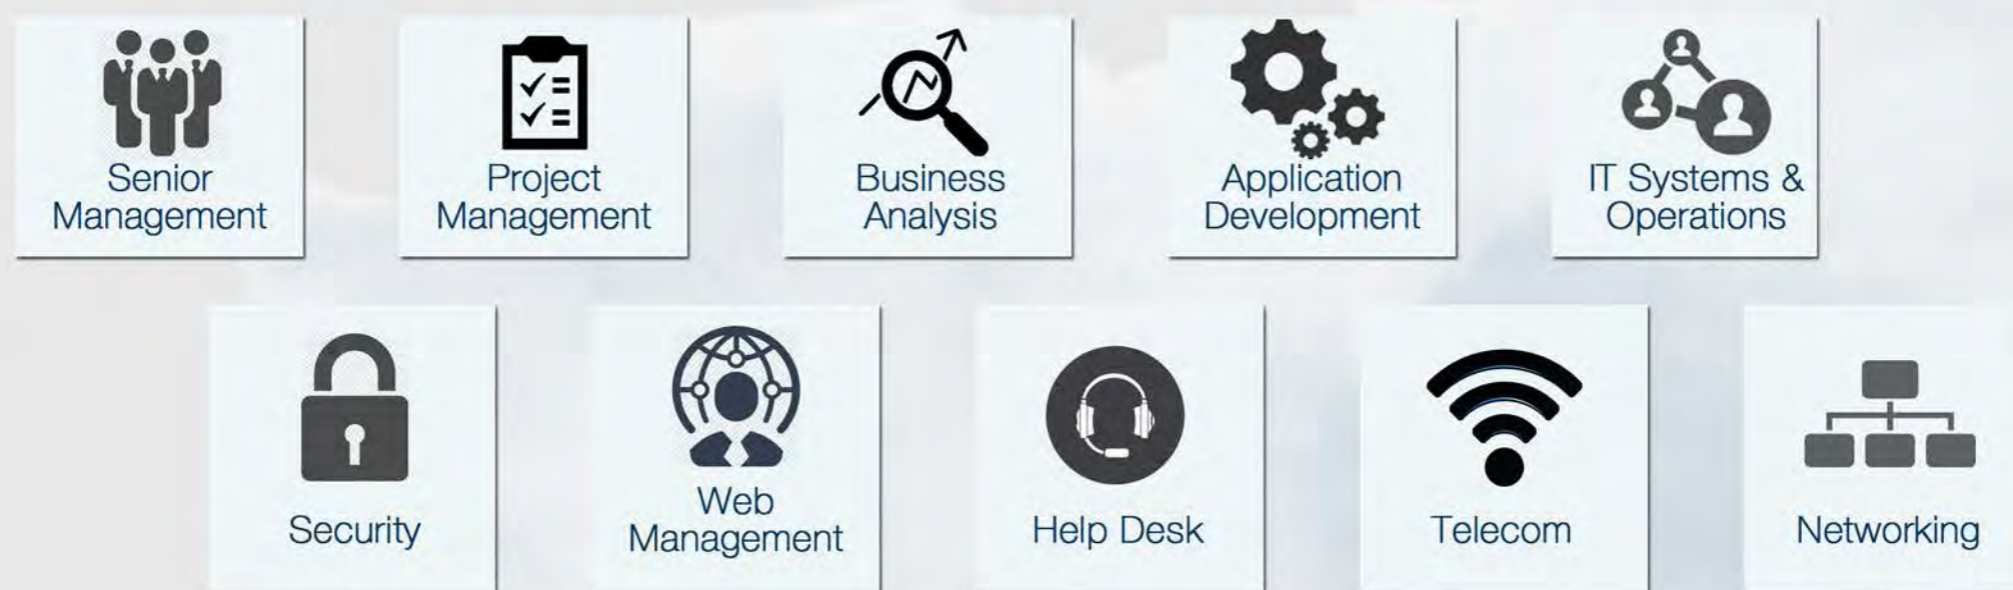 Senior
Management
Project
Management
Business
Analysis
Application
Development
IT Systems &
Operations
Security
Web
Management
Help Desk
Telecom
Networking